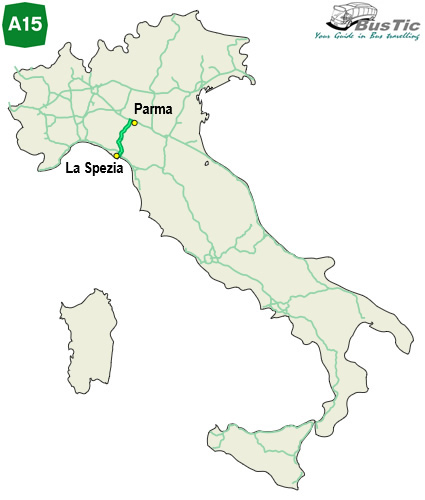 A15
BusTic
Your Guide in Bus travelling
Parma
La Spezia